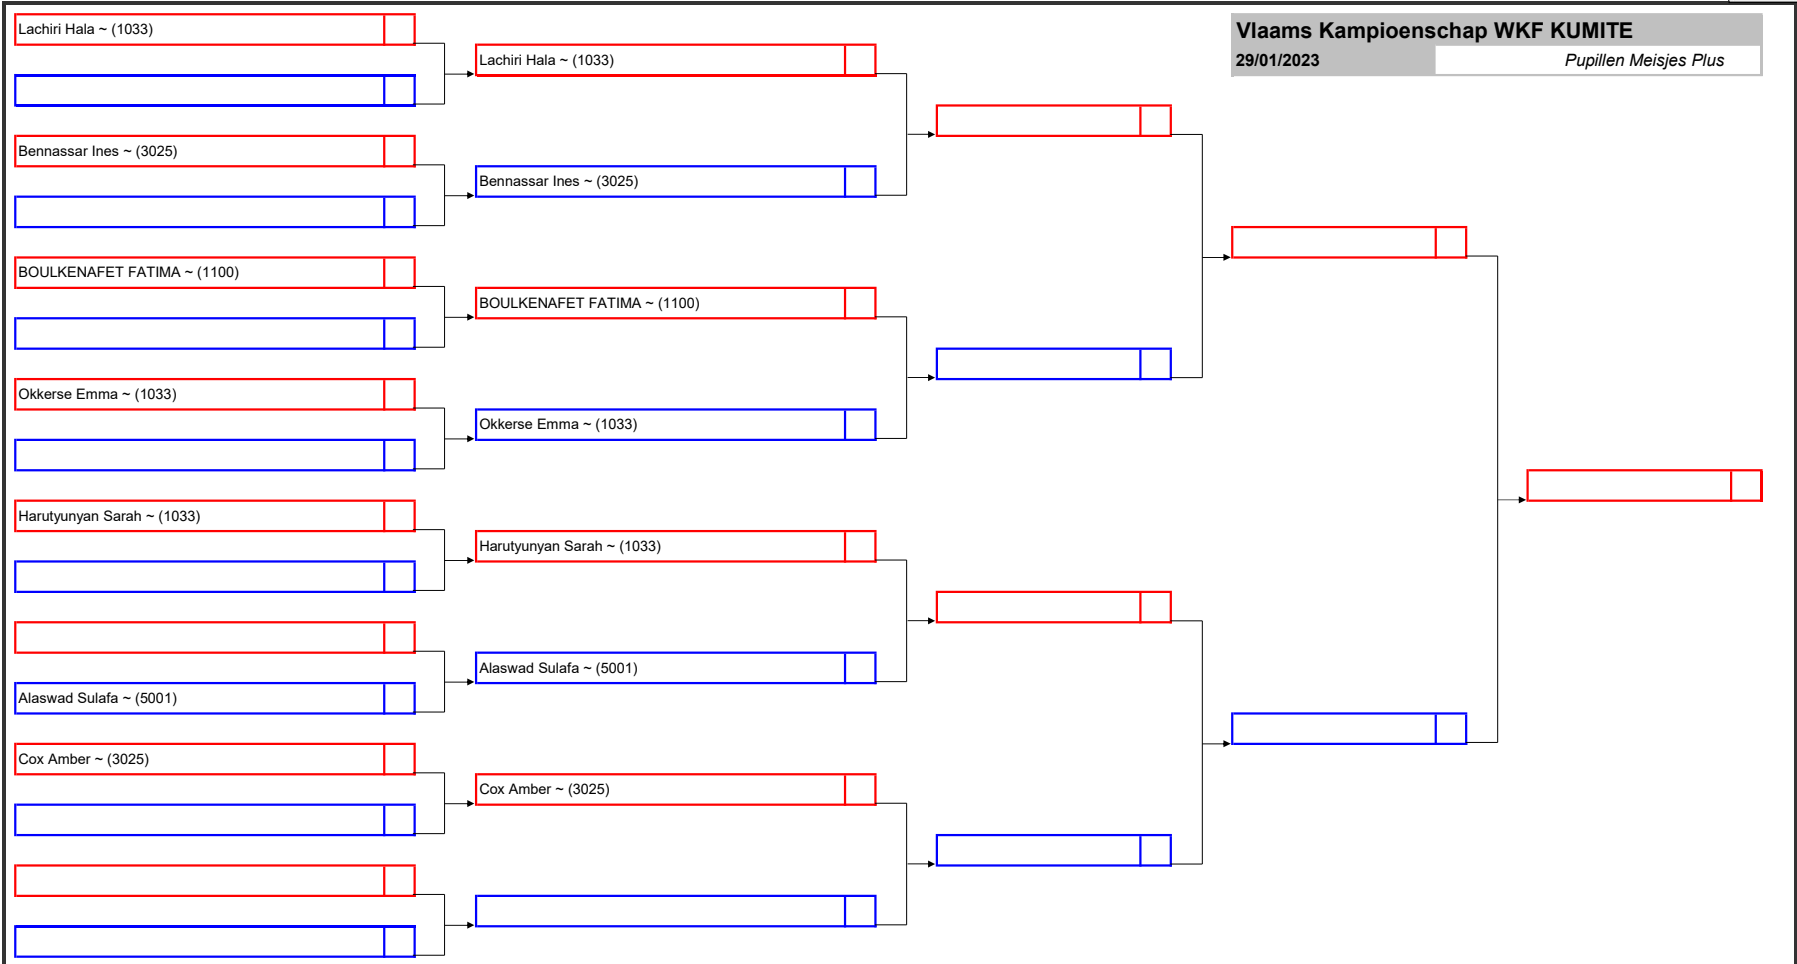 Vlaams Kampioenschap WKF KUMITE
29/01/2023
Pupillen Meisjes Plus
Lachiri Hala ~ (1033)
Bennassar Ines ~ (3025)
BOULKENAFET FATIMA ~ (1100)
Okkerse Emma ~ (1033)
Harutyunyan Sarah ~ (1033)
Alaswad Sulafa ~ (5001)
Cox Amber ~ (3025)
Lachiri Hala ~ (1033)
Bennassar Ines ~ (3025)
BOULKENAFET FATIMA ~ (1100)
Okkerse Emma ~ (1033)
Harutyunyan Sarah ~ (1033)
Alaswad Sulafa ~ (5001)
Cox Amber ~ (3025)